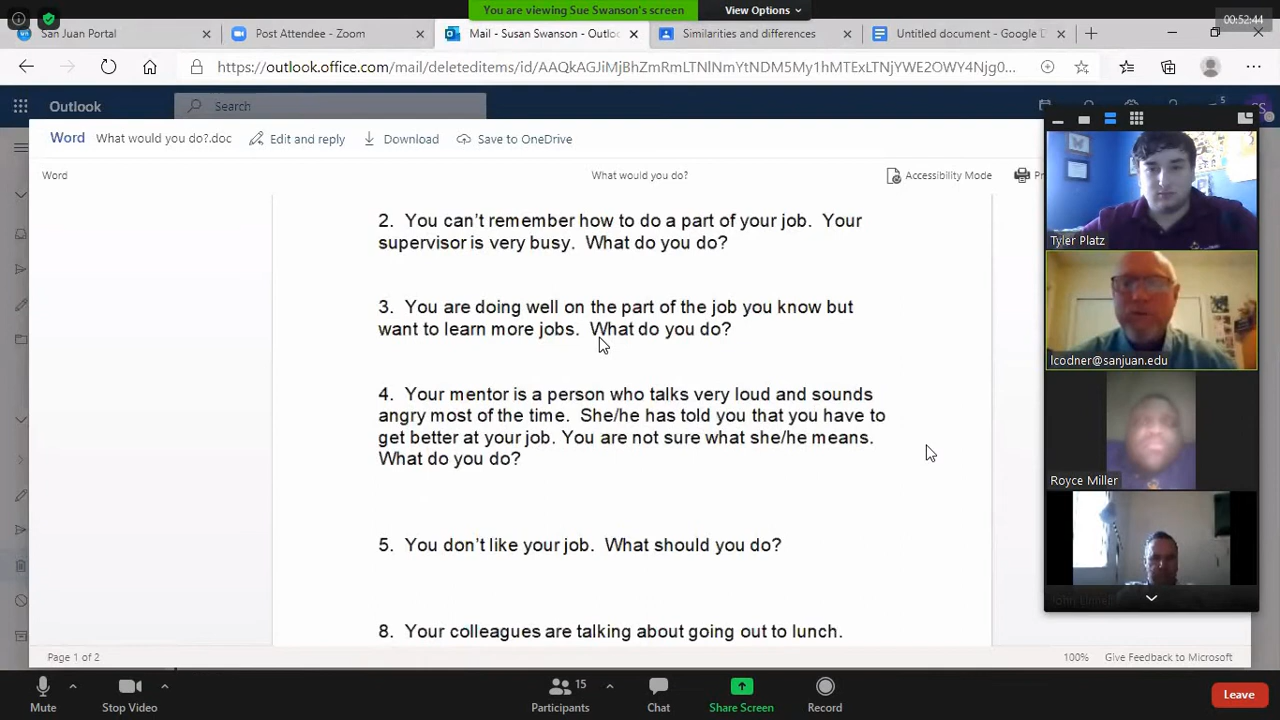 You are viewing Sue Swanson's screen
View Options
00:52:44
San Juan Portal
Post Attendee - Zoom
Mail - Susan Swanson - Outloo
Similarities and differences
Untitled document - Google D
https://outlook.office.com/mail/deleteditems/id/AAQkAGJiMjBhZmRmLTNlNmYtNDM5My1hMTExLTNjYWE2OWY4Njg0...
Outlook
Search
5
Word
What would you do?.doc
Edit and reply
Download
Save to OneDrive
Word
What would you do?
Accessibility Mode
2. You can't remember how to do a part of your job. Your
supervisor is very busy. What do you do?
3. You are doing well on the part of the job you know but
want to learn more jobs. What do you do?
4. Your mentor is a person who talks very loud and sounds
angry most of the time. She/he has told you that you have to
get better at your job. You are not sure what she/he means.
What do you do?
5. You don't like your job. What should you do?
8. Your colleagues are talking about going out to lunch.
Tyler Platz
lcodner@sanjuan.edu
Royce Miller
Page 1 of 2
100%
Give Feedback to Microsoft
Mute
Stop Video
15
Participants
Chat
Share Screen
Record
Leave